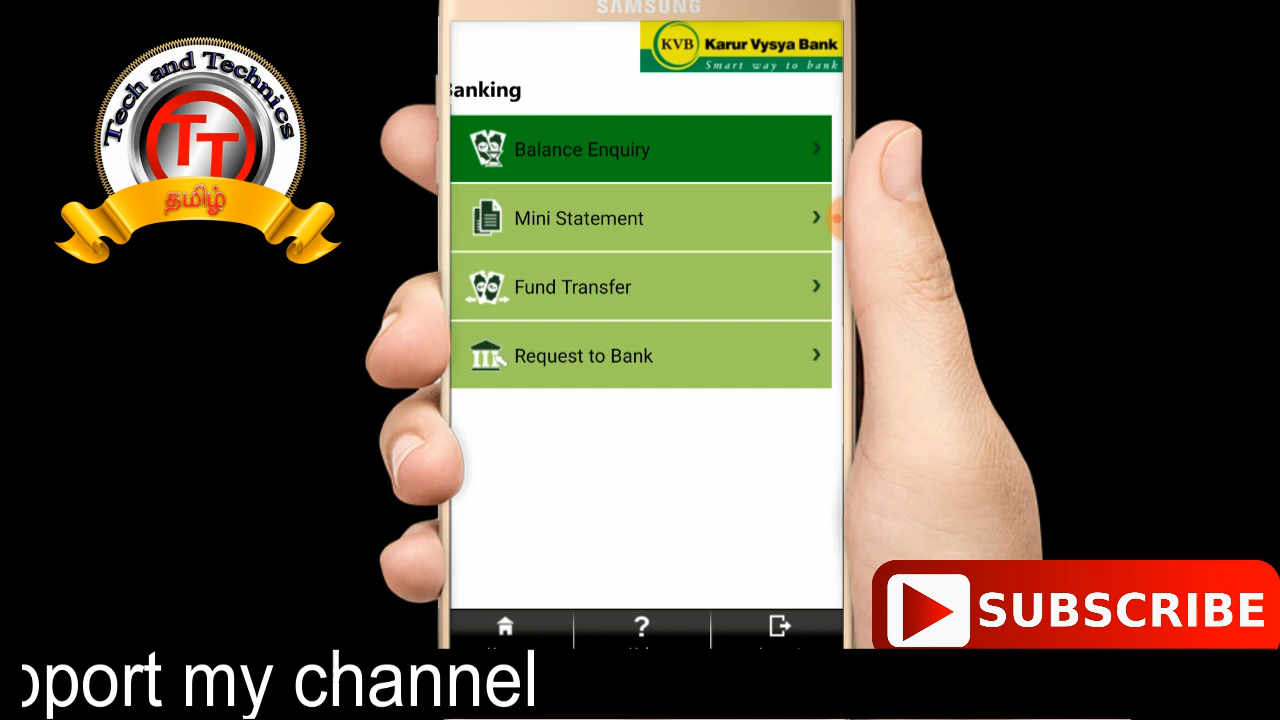 SAMSUNG
Tech and Technics
TT
தமிழ்
KVB Karur Vysya Bank
Smart way to bank
anking
Balance Enquiry
Mini Statement
Fund Transfer
Request to Bank
?
SUBSCRIBE
pport my channel